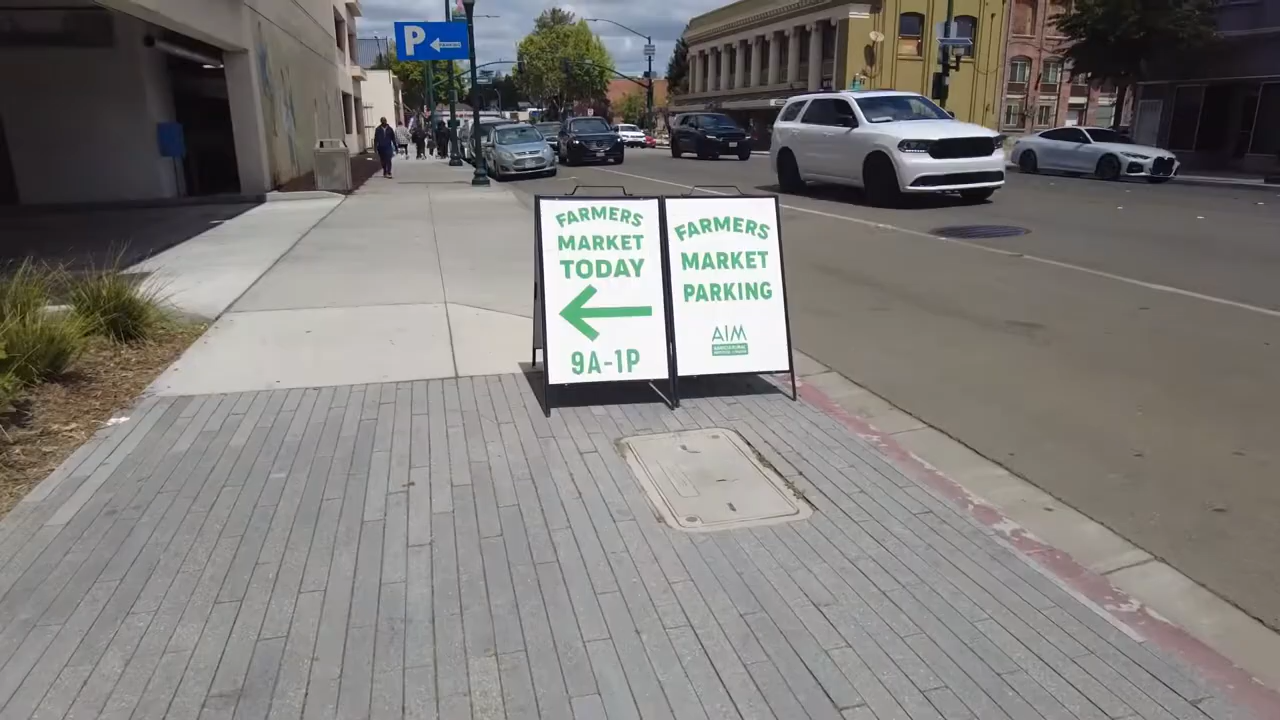 P
FARMERS
MARKET
TODAY
9A-1P
FARMERS
MARKET
PARKING
AIM